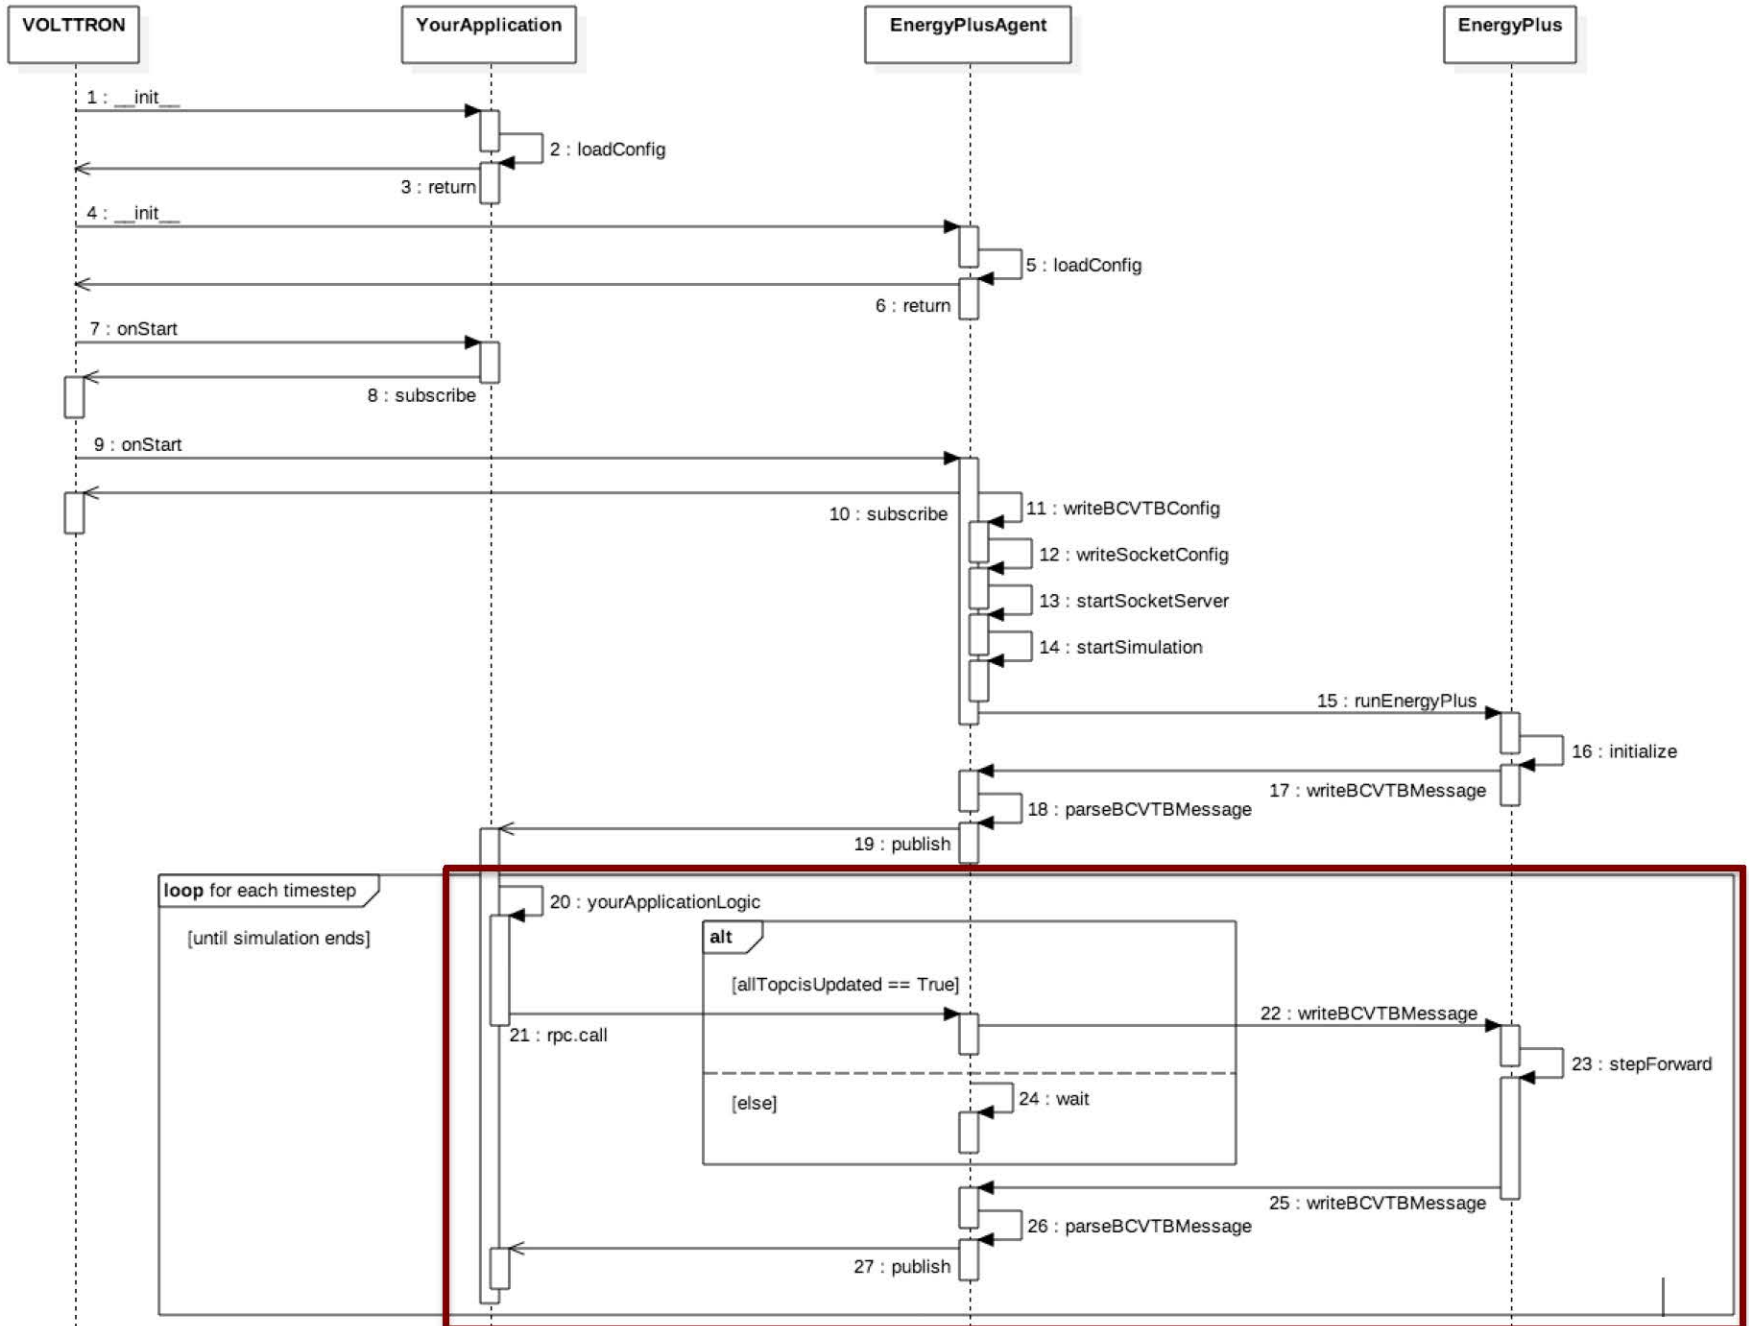 VOLTTRON
YourApplication
EnergyPlusAgent
EnergyPlus
1 : __init__
2 : loadConfig
3 : return
4 : __init__
5 : loadConfig
6 : return
7 : onStart
8 : subscribe
9 : onStart
10 : subscribe
11 : writeBCVTBConfig
12 : writeSocketConfig
13 : startSocketServer
14 : startSimulation
15 : runEnergyPlus
16 : initialize
17 : writeBCVTBMessage
18 : parseBCVTBMessage
19 : publish
loop for each timestep
[until simulation ends]
20 : yourApplicationLogic
alt
[allTopcisUpdated == True]
21 : rpc.call
22 : writeBCVTBMessage
23 : stepForward
[else]
24 : wait
25 : writeBCVTBMessage
26 : parseBCVTBMessage
27 : publish